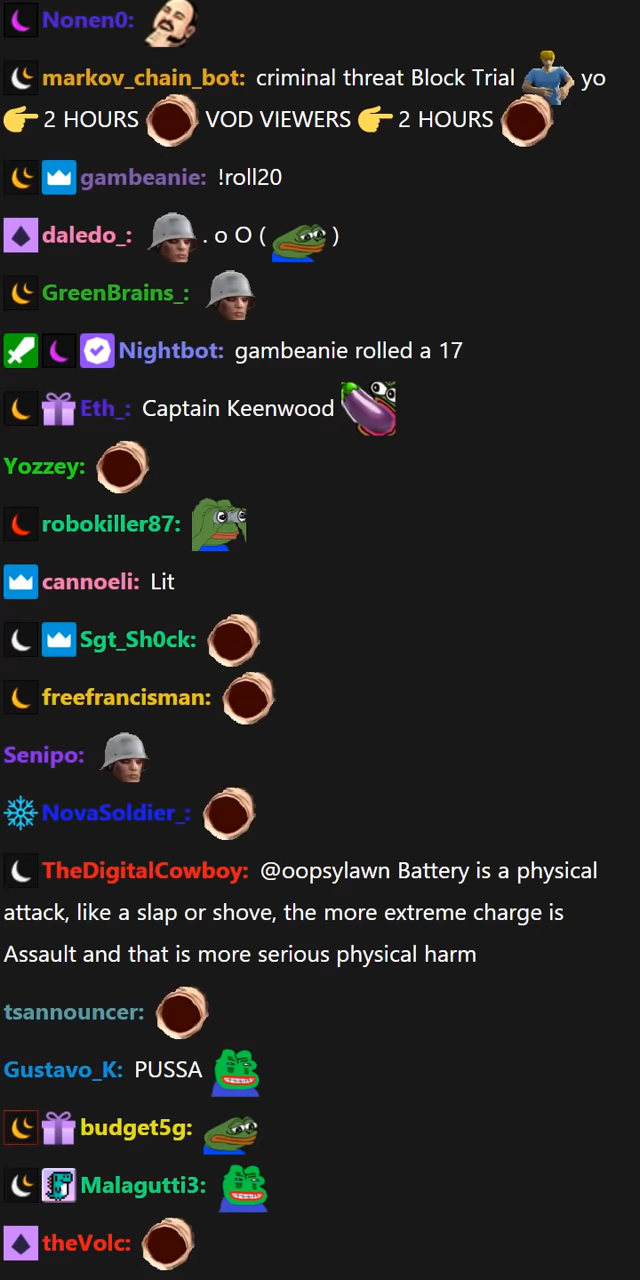 Nonen0:
markov_chain_bot: criminal threat Block Trial yo
2 HOURS VOD VIEWERS 2 HOURS
gambeanie: !roll20
daledo_: . o O ( )
GreenBrains_:
Nightbot: gambeanie rolled a 17
Eth_: Captain Keenwood
Yozzey:
robokiller87:
cannoeli: Lit
Sgt_Sh0ck:
freefrancisman:
Senipo:
NovaSoldier_:
TheDigitalCowboy: @oopsylawn Battery is a physical
attack, like a slap or shove, the more extreme charge is
Assault and that is more serious physical harm
tsannouncer:
Gustavo_K: PUSSA
budget5g:
Malagutti3:
theVolc: